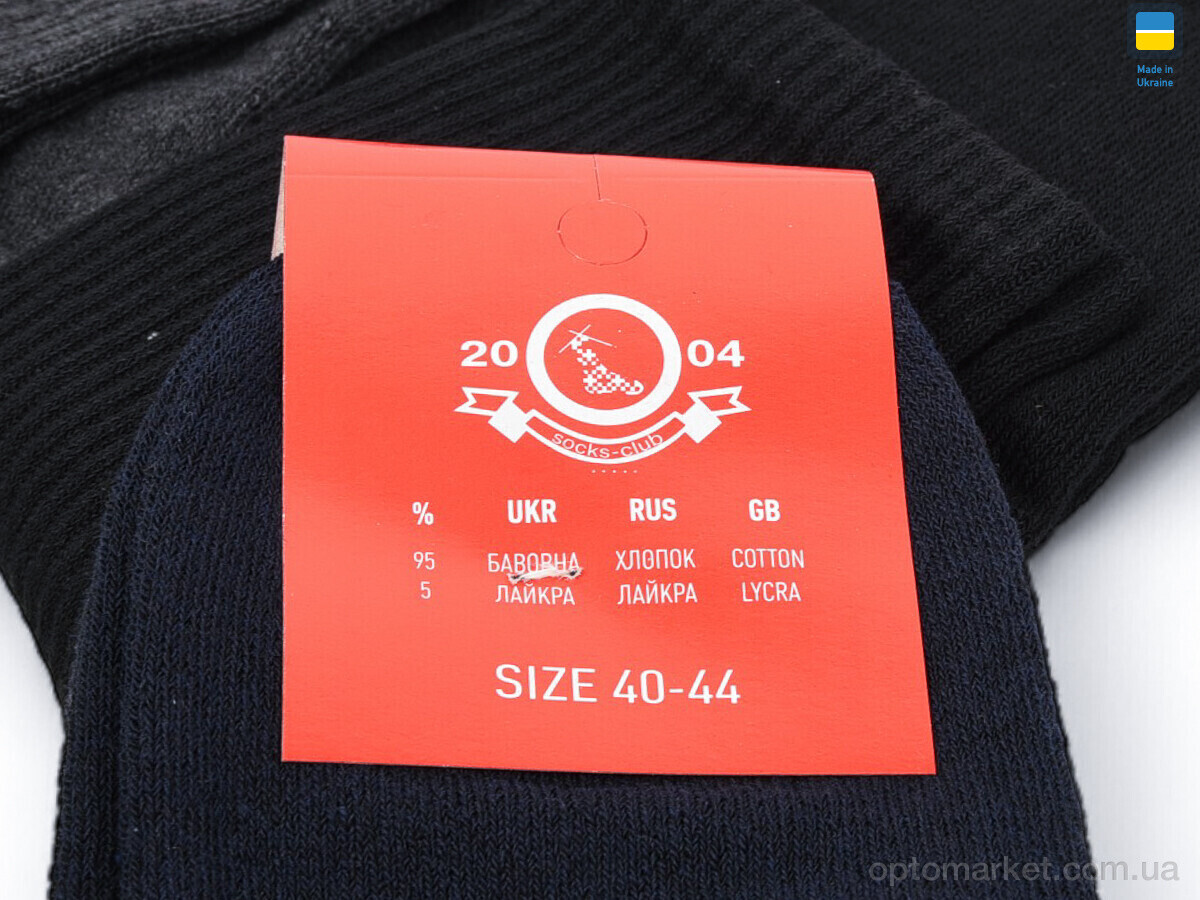 Made in
Ukraine
20 04
socks-club
% UKR RUS GB
95 БАВОВНА ХЛОПОК COTTON
5 ЛАЙКРА ЛАЙКРА LYCRA
SIZE 40-44
optomarket.com.ua